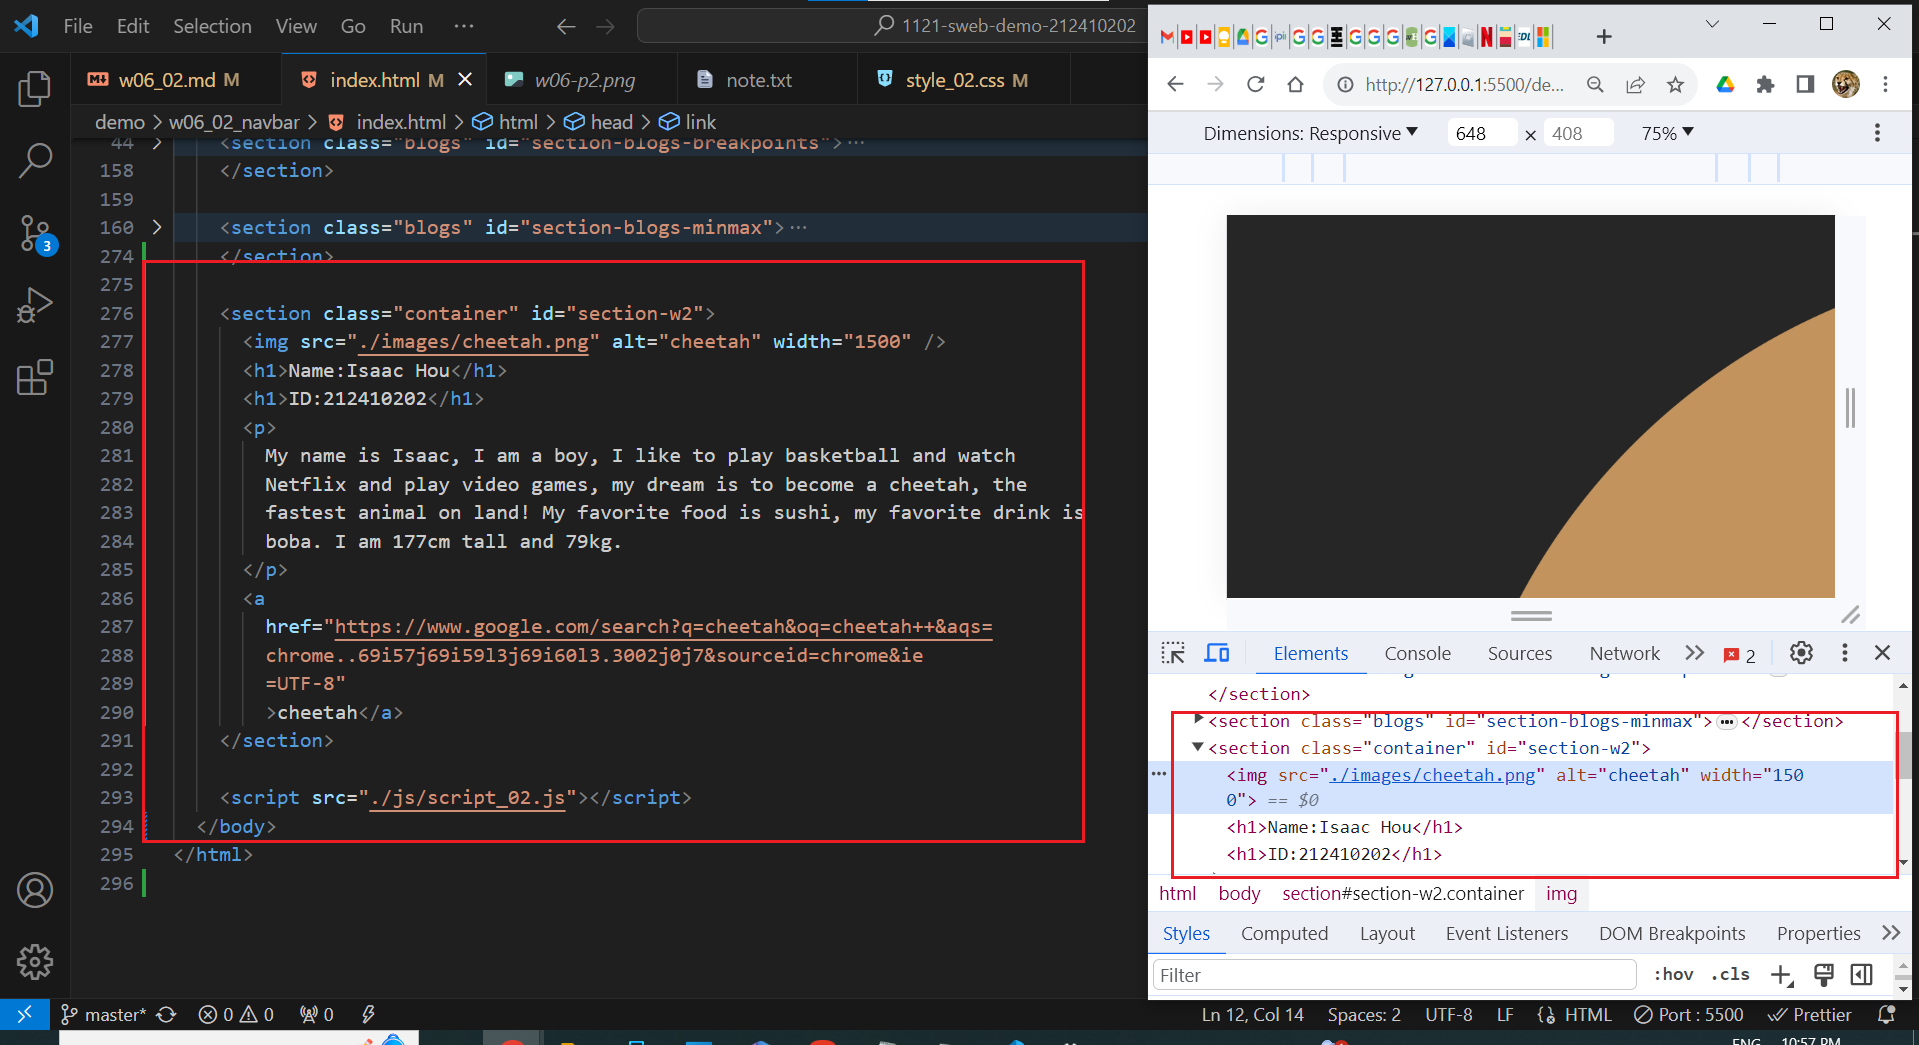 File Edit Selection View Go Run ··· 1121-sweb-demo-212410202
w06_02.md M index.html M w06-p2.png note.txt style_02.css M
demo > w06_02_navbar > index.html > html > head > link
44 <section class="blogs" id="section-blogs-breakpoints">···
158 </section>
159
160 <section class="blogs" id="section-blogs-minmax">···
274 </section>
275
276 <section class="container" id="section-w2">
277 <img src="./images/cheetah.png" alt="cheetah" width="1500" />
278 <h1>Name:Isaac Hou</h1>
279 <h1>ID:212410202</h1>
280 <p>
281 My name is Isaac, I am a boy, I like to play basketball and watch
282 Netflix and play video games, my dream is to become a cheetah, the
283 fastest animal on land! My favorite food is sushi, my favorite drink is
284 boba. I am 177cm tall and 79kg.
285 </p>
286 <a
287 href="https://www.google.com/search?q=cheetah&oq=cheetah++&aqs=
288 chrome..69i57j69i59l3j69i60l3.3002j0j7&sourceid=chrome&ie
289 =UTF-8"
290 >cheetah</a>
291 </section>
292
293 <script src="./js/script_02.js"></script>
294 </body>
295 </html>
296
3
master* 0 0 0
http://127.0.0.1:5500/de...
Dimensions: Responsive 648 × 408 75%
Elements Console Sources Network 2
</section>
<section class="blogs" id="section-blogs-minmax">···</section>
<section class="container" id="section-w2">
<img src="./images/cheetah.png" alt="cheetah" width="150
0"> == $0
<h1>Name:Isaac Hou</h1>
<h1>ID:212410202</h1>
html body section#section-w2.container img
Styles Computed Layout Event Listeners DOM Breakpoints Properties
Filter :hov .cls
Ln 12, Col 14 Spaces: 2 UTF-8 LF HTML Port : 5500 Prettier
ENG 10:57 PM